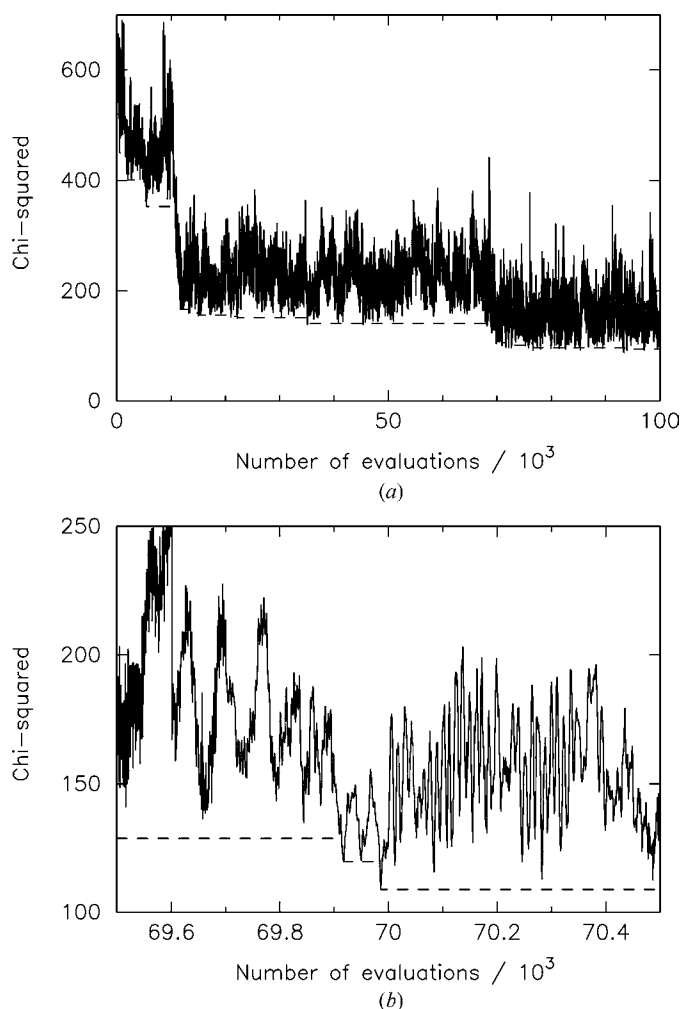 600
400
200
0
Chi-squared
0
50
100
Number of evaluations / 10³
(a)
250
200
150
100
Chi-squared
69.6
69.8
70
70.2
70.4
Number of evaluations / 10³
(b)